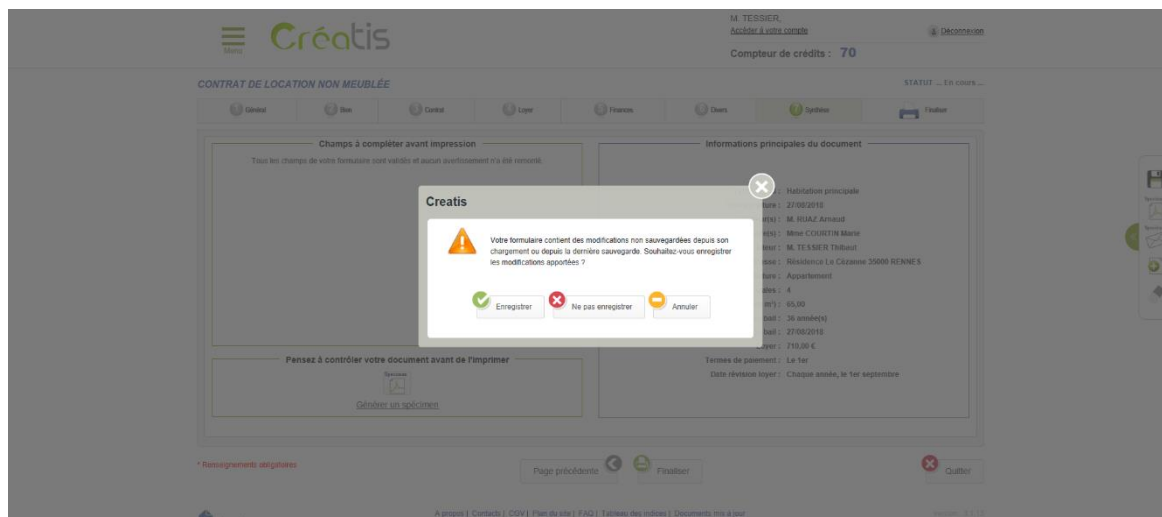 M. TESSIER,
Accéder à votre compte
Déconnexion
Menu
Créatis
Compteur de crédits : 70
CONTRAT DE LOCATION NON MEUBLÉE
STATUT ... En cours ...
Général
Bien
Contrat
Loyer
Finances
Divers
Synthèse
Finaliser
Champs à compléter avant impression
Tous les champs de votre formulaire sont validés et aucun avertissement n'a été remonté.
Informations principales du document
Habitation principale
27/08/2018
M. RUAZ Arnaud
Mme COURTIN Marie
M. TESSIER Thibaut
Résidence Le Cézanne 35000 RENNES
Appartement
4
65,00
36 année(s)
27/08/2018
Loyer : 710,00 €
Termes de paiement : Le 1er
Date révision loyer : Chaque année, le 1er septembre
Creatis
Votre formulaire contient des modifications non sauvegardées depuis son
chargement ou depuis la dernière sauvegarde. Souhaitez-vous enregistrer
les modifications apportées ?
Enregistrer
Ne pas enregistrer
Annuler
Pensez à contrôler votre document avant de l'imprimer
Spécimen
Générer un spécimen
* Renseignements obligatoires
Page précédente
Finaliser
Quitter
A propos | Contacts | CGV | Plan du site | FAQ | Tableau des indices | Documents mis à jour